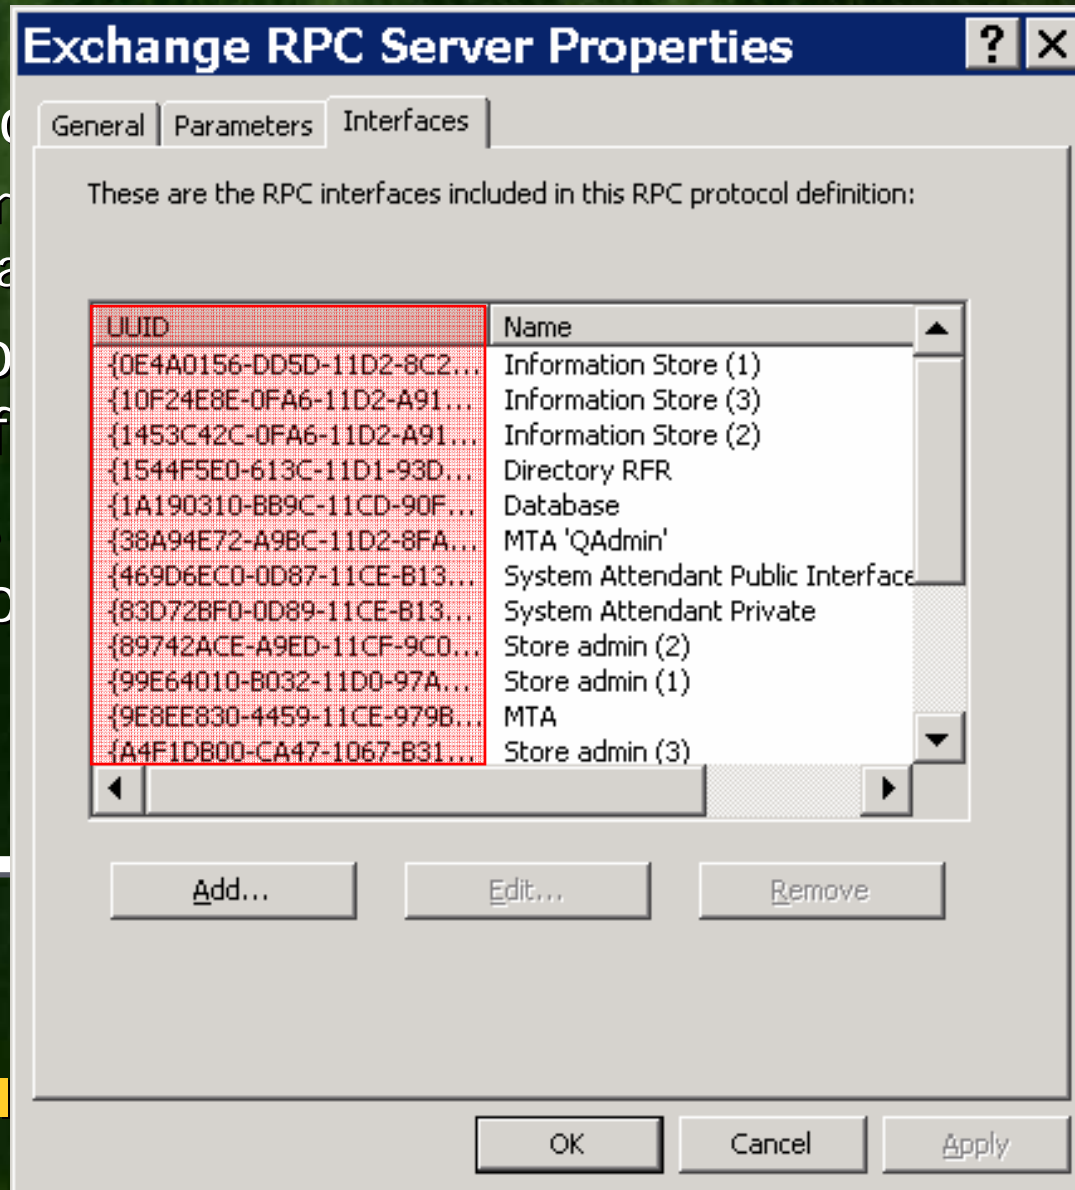 Exchange RPC Server Properties
General Parameters Interfaces
These are the RPC interfaces included in this RPC protocol definition:
UUID Name
{0E4A0156-DD5D-11D2-8C2... Information Store (1)
{10F24E8E-0FA6-11D2-A91... Information Store (3)
{1453C42C-0FA6-11D2-A91... Information Store (2)
{1544F5E0-613C-11D1-93D... Directory RFR
{1A190310-BB9C-11CD-90F... Database
{38A94E72-A9BC-11D2-8FA... MTA 'QAdmin'
{469D6EC0-0D87-11CE-B13... System Attendant Public Interface
{83D72BF0-0D89-11CE-B13... System Attendant Private
{89742ACE-A9ED-11CF-9C0... Store admin (2)
{99E64010-B032-11D0-97A... Store admin (1)
{9E8EE830-4459-11CE-979B... MTA
{A4F1DB00-CA47-1067-B31... Store admin (3)
Add... Edit... Remove
OK Cancel Apply